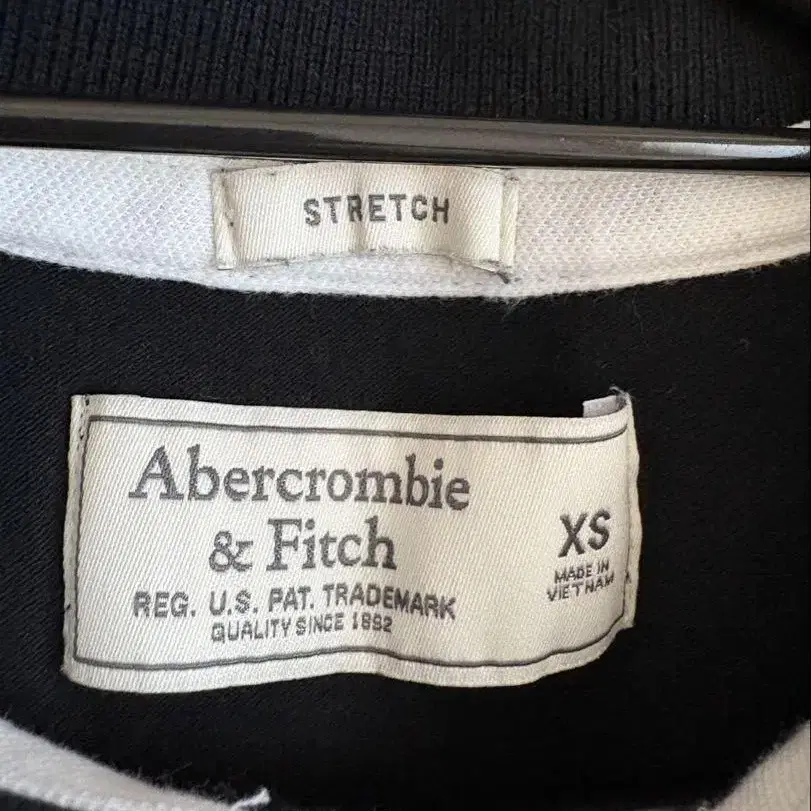 STRETCH
Abercrombie
& Fitch
REG. U.S. PAT. TRADEMARK
QUALITY SINCE 1892
XS
MADE IN
VIETNAM